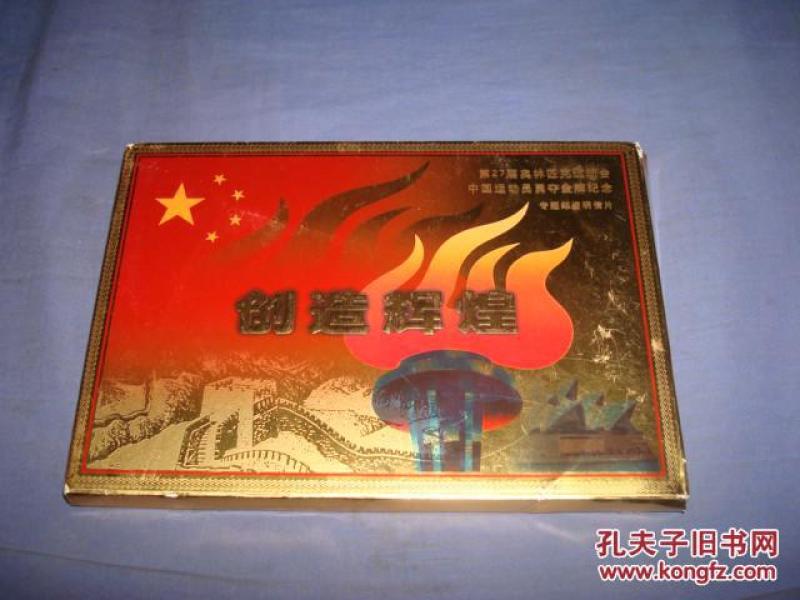 第27届奥林匹克运动会
中国运动员勇夺金牌纪念
专题邮资明信片
创造辉煌
孔夫子旧书网
www.kongfz.com